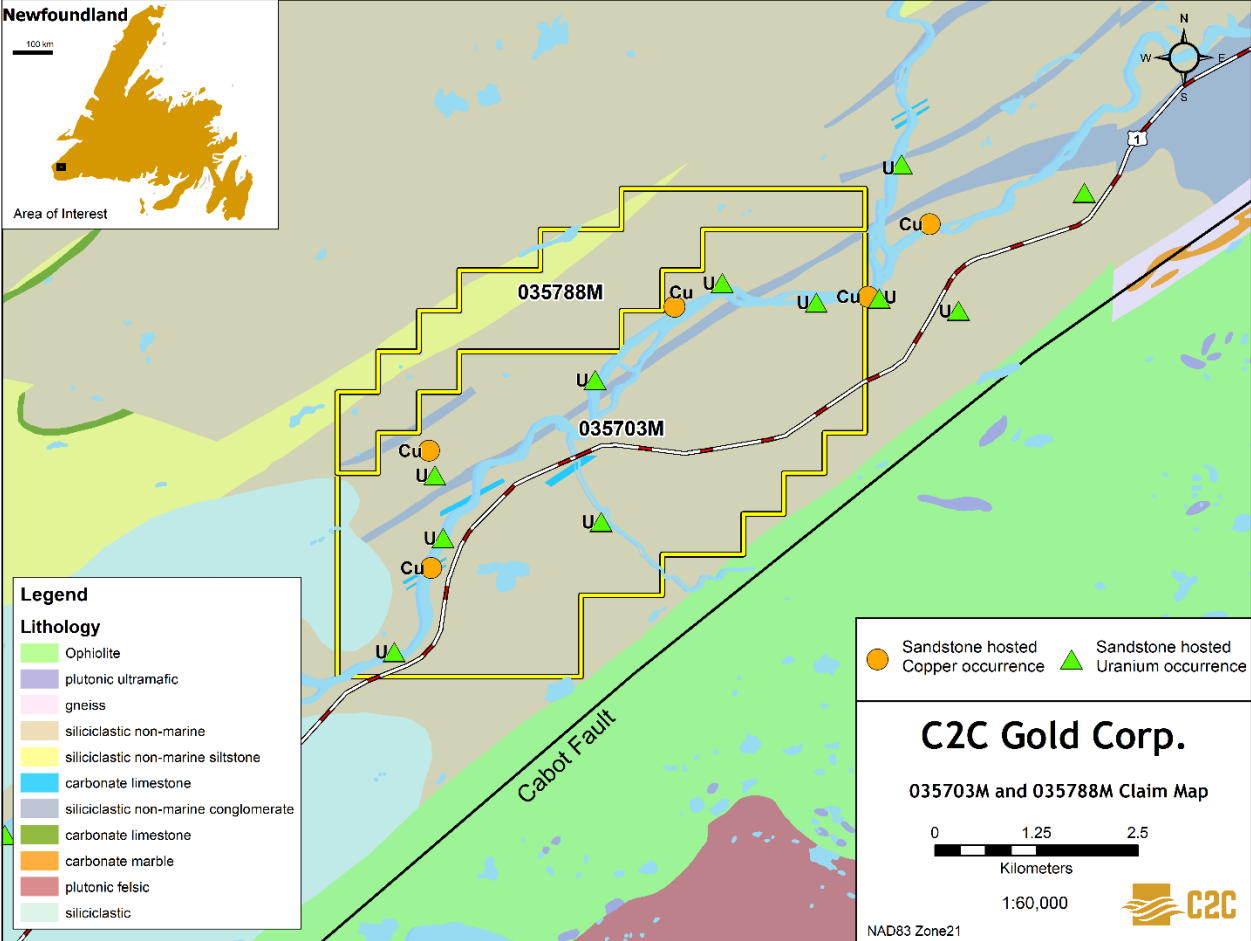 Newfoundland
100 km
Area of Interest
N
W
E
S
1
U
Cu
035788M
U
Cu
U
Cu
U
U
U
035703M
Cu
U
U
U
Cu
U
Cabot Fault
Legend
Lithology
Ophiolite
plutonic ultramafic
gneiss
siliciclastic non-marine
siliciclastic non-marine siltstone
carbonate limestone
siliciclastic non-marine conglomerate
carbonate limestone
carbonate marble
plutonic felsic
siliciclastic
Sandstone hosted
Copper occurrence
Sandstone hosted
Uranium occurrence
C2C Gold Corp.
035703M and 035788M Claim Map
0 1.25 2.5
Kilometers
1:60,000
C2C
NAD83 Zone21